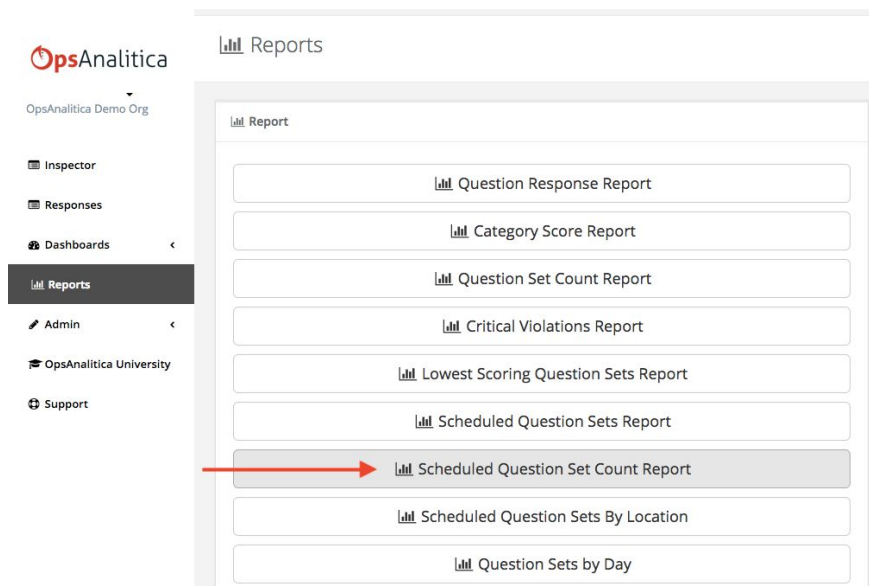 OpsAnalitica
OpsAnalitica Demo Org
Inspector
Responses
Dashboards
Reports
Admin
OpsAnalitica University
Support
Reports
Report
Question Response Report
Category Score Report
Question Set Count Report
Critical Violations Report
Lowest Scoring Question Sets Report
Scheduled Question Sets Report
Scheduled Question Set Count Report
Scheduled Question Sets By Location
Question Sets by Day